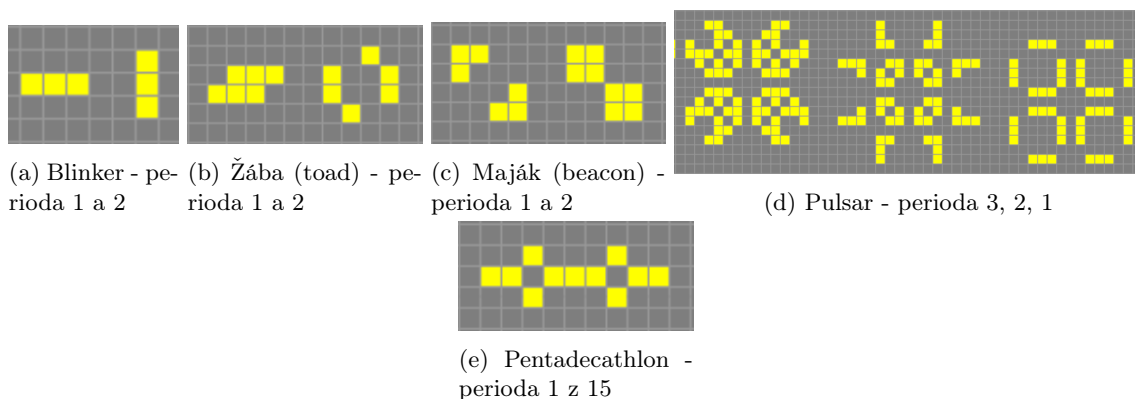 (a) Blinker - pe-
rioda 1 a 2
(b) Žába (toad) - pe-
rioda 1 a 2
(c) Maják (beacon) -
perioda 1 a 2
(d) Pulsar - perioda 3, 2, 1
(e) Pentadecathlon -
perioda 1 z 15